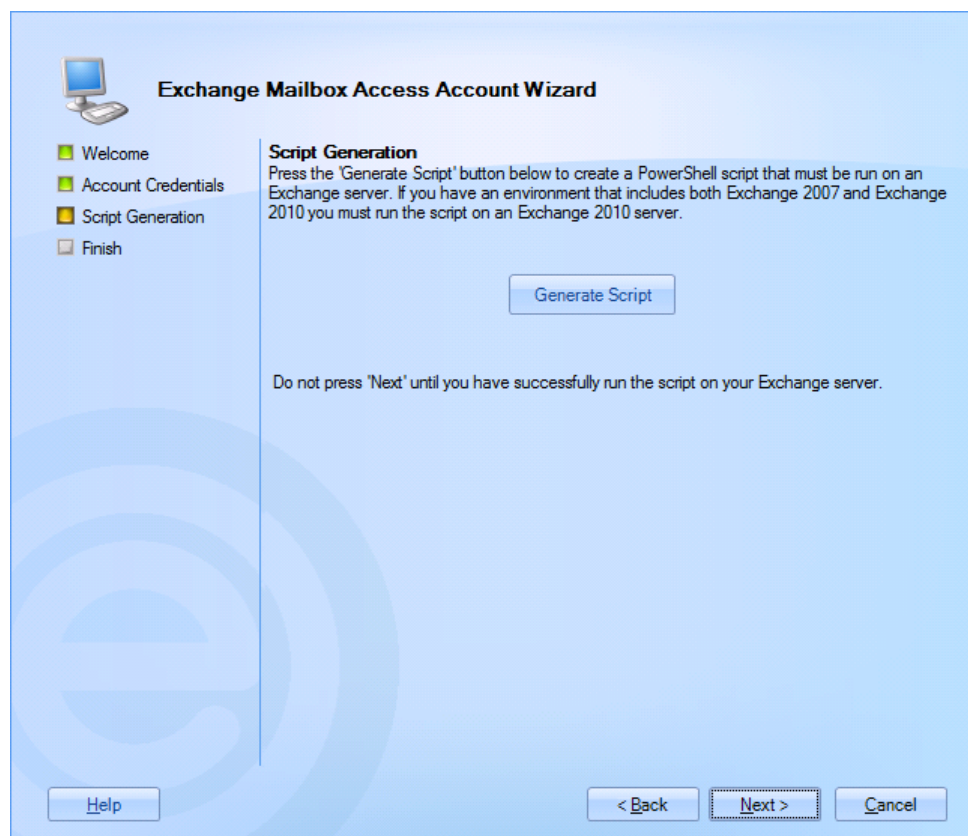 Exchange Mailbox Access Account Wizard
Welcome
Account Credentials
Script Generation
Finish
Script Generation
Press the 'Generate Script' button below to create a PowerShell script that must be run on an
Exchange server. If you have an environment that includes both Exchange 2007 and Exchange
2010 you must run the script on an Exchange 2010 server.
Generate Script
Do not press 'Next' until you have successfully run the script on your Exchange server.
Help
< Back
Next >
Cancel